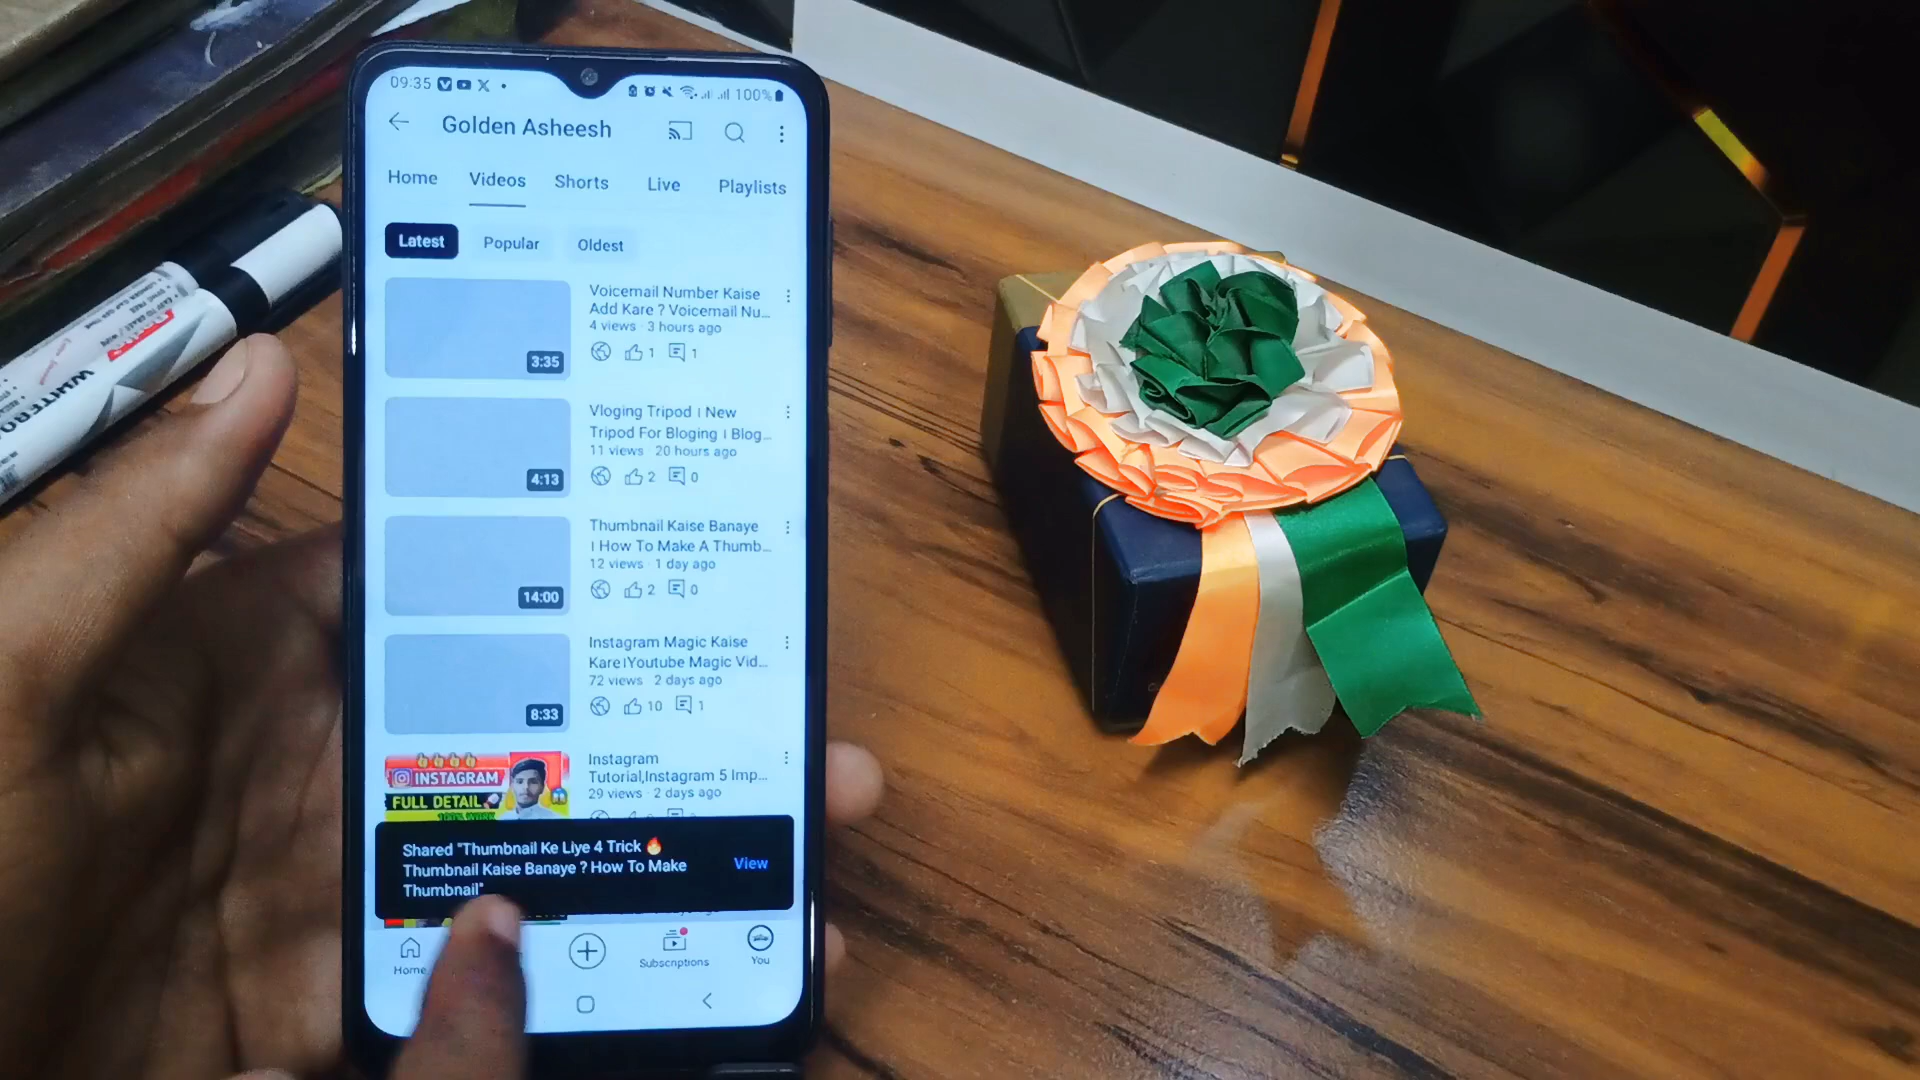 09:35
100%
Golden Asheesh
Home Videos Shorts Live Playlists
Latest Popular Oldest
Voicemail Number Kaise
Add Kare ? Voicemail Nu...
4 views · 3 hours ago
1 1
3:35
Vloging Tripod । New
Tripod For Bloging । Blog...
11 views · 20 hours ago
2 0
4:13
Thumbnail Kaise Banaye
। How To Make A Thumb...
12 views · 1 day ago
2 0
14:00
Instagram Magic Kaise
Kare।Youtube Magic Vid...
72 views · 2 days ago
10 1
8:33
INSTAGRAM
FULL DETAIL
100% WORK
Instagram
Tutorial,Instagram 5 Imp...
29 views · 2 days ago
Shared "Thumbnail Ke Liye 4 Trick 🔥
Thumbnail Kaise Banaye ? How To Make
Thumbnail"
View
Home
Subscriptions
You